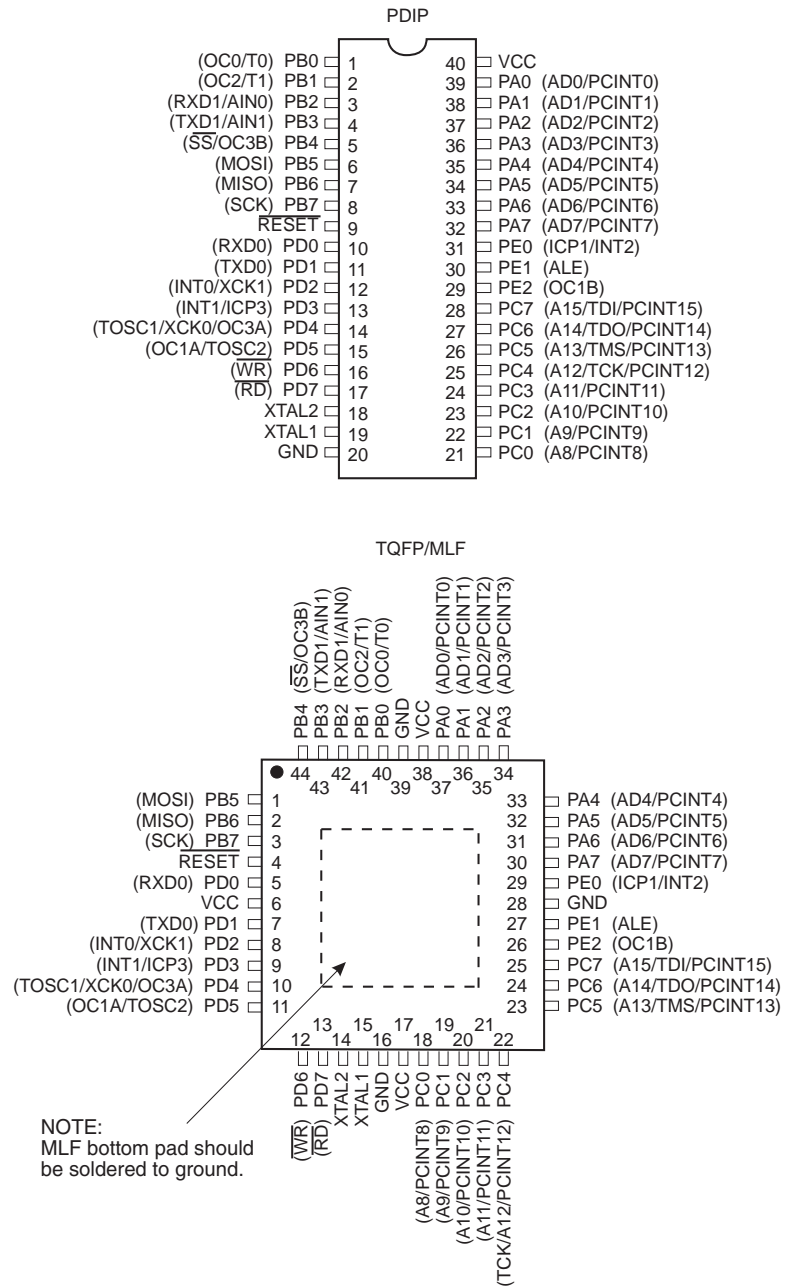 PDIP
(OC0/T0) PB0 1 40 VCC
(OC2/T1) PB1 2 39 PA0 (AD0/PCINT0)
(RXD1/AIN0) PB2 3 38 PA1 (AD1/PCINT1)
(TXD1/AIN1) PB3 4 37 PA2 (AD2/PCINT2)
(S̅S̅/OC3B) PB4 5 36 PA3 (AD3/PCINT3)
(MOSI) PB5 6 35 PA4 (AD4/PCINT4)
(MISO) PB6 7 34 PA5 (AD5/PCINT5)
(SCK) PB7 8 33 PA6 (AD6/PCINT6)
R̅E̅S̅E̅T̅ 9 32 PA7 (AD7/PCINT7)
(RXD0) PD0 10 31 PE0 (ICP1/INT2)
(TXD0) PD1 11 30 PE1 (ALE)
(INT0/XCK1) PD2 12 29 PE2 (OC1B)
(INT1/ICP3) PD3 13 28 PC7 (A15/TDI/PCINT15)
(TOSC1/XCK0/OC3A) PD4 14 27 PC6 (A14/TDO/PCINT14)
(OC1A/TOSC2) PD5 15 26 PC5 (A13/TMS/PCINT13)
(W̅R̅) PD6 16 25 PC4 (A12/TCK/PCINT12)
(R̅D̅) PD7 17 24 PC3 (A11/PCINT11)
XTAL2 18 23 PC2 (A10/PCINT10)
XTAL1 19 22 PC1 (A9/PCINT9)
GND 20 21 PC0 (A8/PCINT8)
TQFP/MLF
PB4 (S̅S̅/OC3B)
PB3 (TXD1/AIN1)
PB2 (RXD1/AIN0)
PB1 (OC2/T1)
PB0 (OC0/T0)
GND
VCC
PA0 (AD0/PCINT0)
PA1 (AD1/PCINT1)
PA2 (AD2/PCINT2)
PA3 (AD3/PCINT3)
44 42 40 38 36 34
43 41 39 37 35
(MOSI) PB5 1 33 PA4 (AD4/PCINT4)
(MISO) PB6 2 32 PA5 (AD5/PCINT5)
(SCK) PB7 3 31 PA6 (AD6/PCINT6)
R̅E̅S̅E̅T̅ 4 30 PA7 (AD7/PCINT7)
(RXD0) PD0 5 29 PE0 (ICP1/INT2)
VCC 6 28 GND
(TXD0) PD1 7 27 PE1 (ALE)
(INT0/XCK1) PD2 8 26 PE2 (OC1B)
(INT1/ICP3) PD3 9 25 PC7 (A15/TDI/PCINT15)
(TOSC1/XCK0/OC3A) PD4 10 24 PC6 (A14/TDO/PCINT14)
(OC1A/TOSC2) PD5 11 23 PC5 (A13/TMS/PCINT13)
13 15 17 19 21
12 14 16 18 20 22
(W̅R̅) PD6
(R̅D̅) PD7
XTAL2
XTAL1
GND
VCC
(A8/PCINT8) PC0
(A9/PCINT9) PC1
(A10/PCINT10) PC2
(A11/PCINT11) PC3
(TCK/A12/PCINT12) PC4
NOTE:
MLF bottom pad should
be soldered to ground.